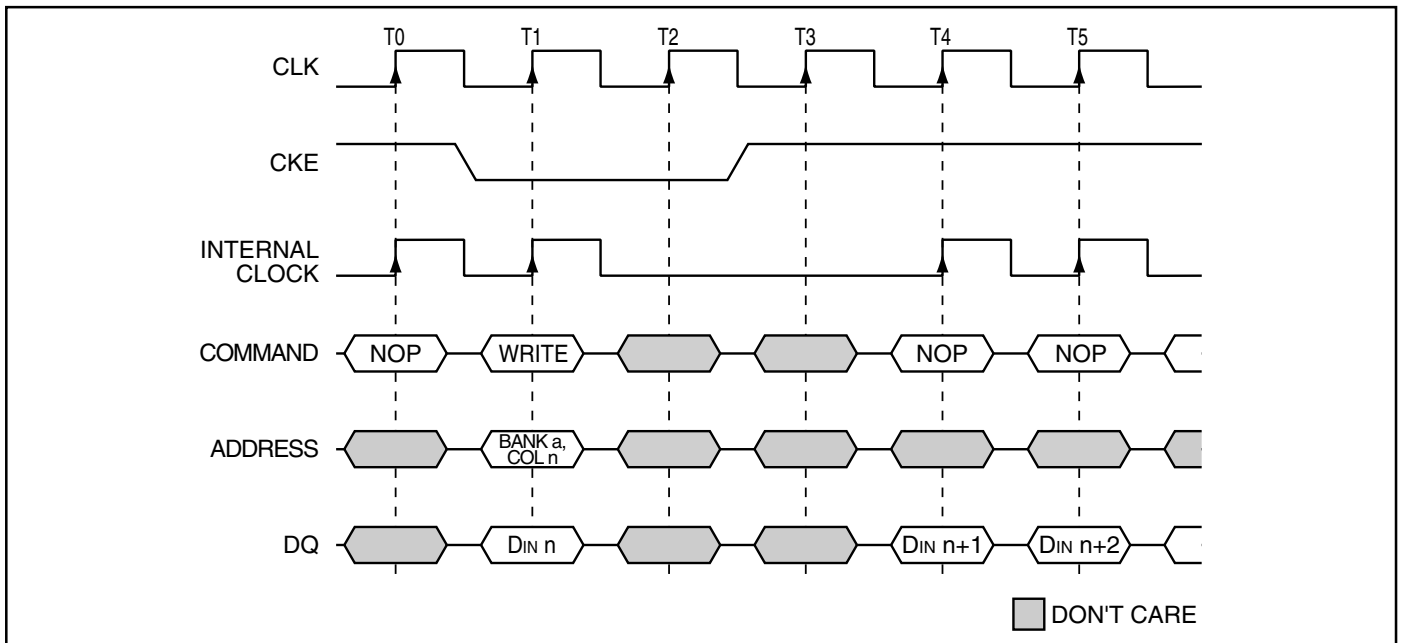 T0 T1 T2 T3 T4 T5
CLK
CKE
INTERNAL
CLOCK
COMMAND NOP WRITE NOP NOP
ADDRESS BANK a,
COL n
DQ DIN n DIN n+1 DIN n+2
DON'T CARE